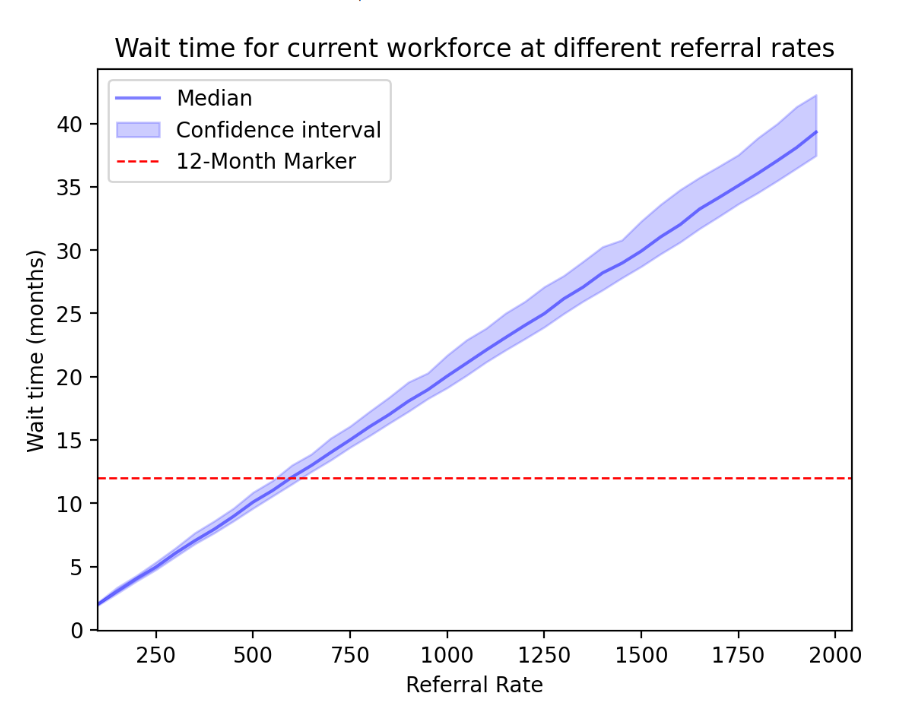 Wait time for current workforce at different referral rates
Median
Confidence interval
12-Month Marker
Wait time (months)
40
35
30
25
20
15
10
5
0
250 500 750 1000 1250 1500 1750 2000
Referral Rate